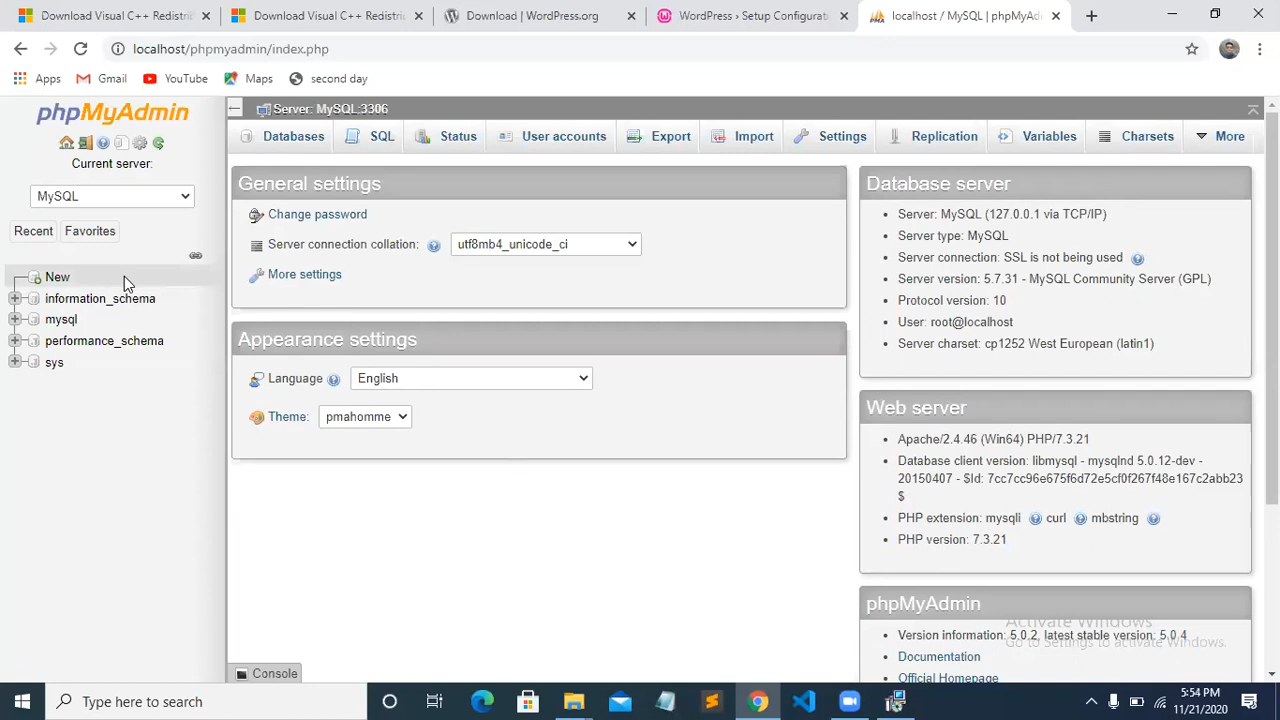 Download Visual C++ Redistri
Download Visual C++ Redistri
Download | WordPress.org
WordPress › Setup Configurati
localhost / MySQL | phpMyAdm
localhost/phpmyadmin/index.php
Apps
Gmail
YouTube
Maps
second day
phpMyAdmin
Current server:
MySQL
Recent
Favorites
New
information_schema
mysql
performance_schema
sys
Server: MySQL:3306
Databases
SQL
Status
User accounts
Export
Import
Settings
Replication
Variables
Charsets
More
General settings
Change password
Server connection collation:
utf8mb4_unicode_ci
More settings
Appearance settings
Language
English
Theme:
pmahomme
Database server
Server: MySQL (127.0.0.1 via TCP/IP)
Server type: MySQL
Server connection: SSL is not being used
Server version: 5.7.31 - MySQL Community Server (GPL)
Protocol version: 10
User: root@localhost
Server charset: cp1252 West European (latin1)
Web server
Apache/2.4.46 (Win64) PHP/7.3.21
Database client version: libmysql - mysqlnd 5.0.12-dev -
20150407 - $Id: 7cc7cc96e675f6d72e5cf0f267f48e167c2abb23
$
PHP extension: mysqli curl mbstring
PHP version: 7.3.21
phpMyAdmin
Version information: 5.0.2, latest stable version: 5.0.4
Documentation
Official Homepage
Activate Windows
Go to Settings to activate Windows.
Console
Type here to search
5:54 PM
11/21/2020